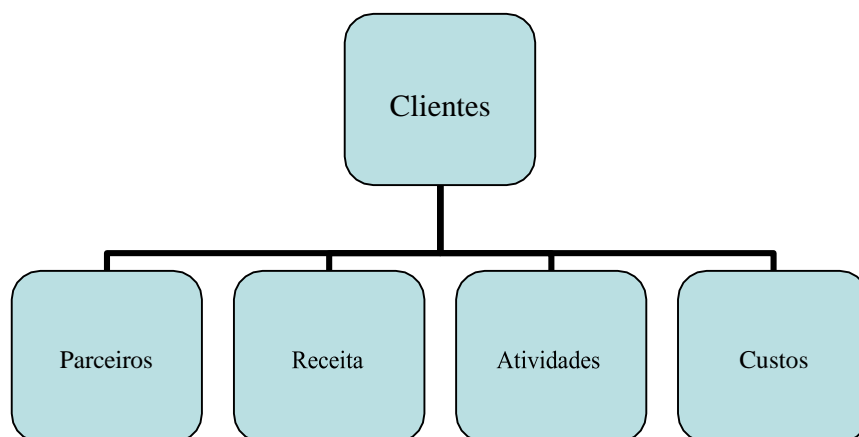 Clientes
Parceiros
Receita
Atividades
Custos